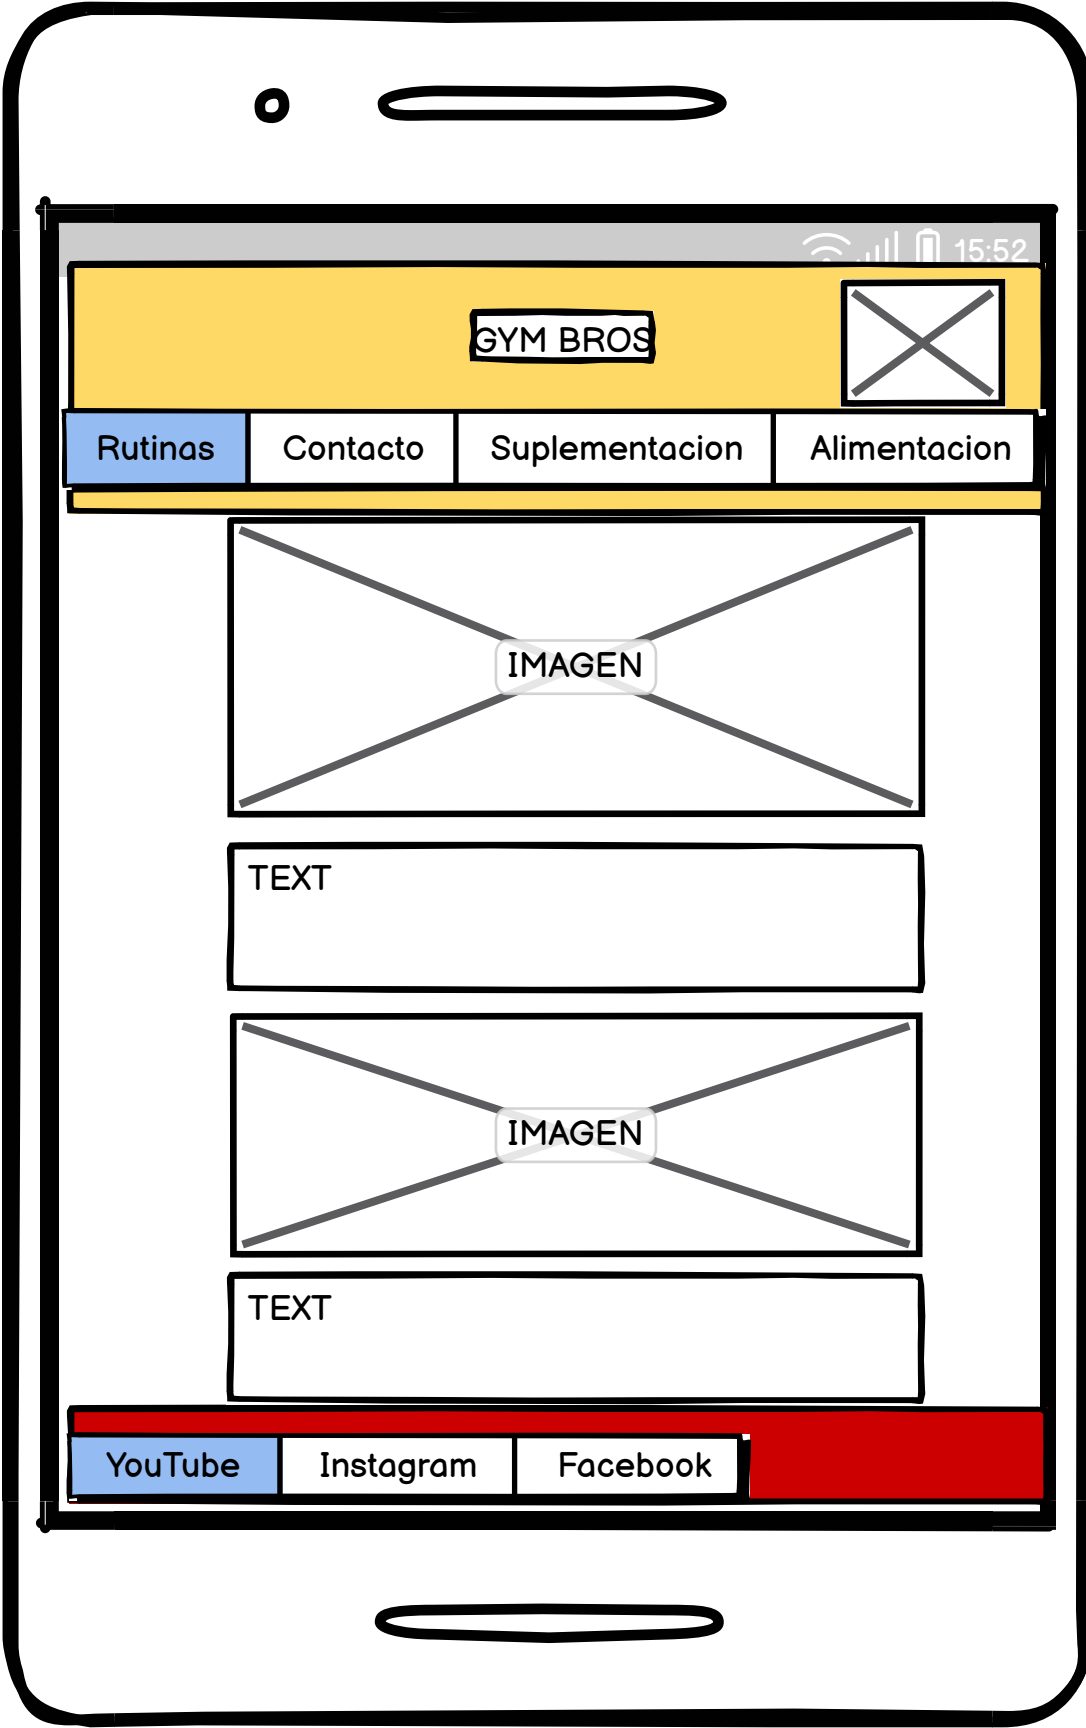 15:52
GYM BROS
Rutinas Contacto Suplementacion Alimentacion
IMAGEN
TEXT
IMAGEN
TEXT
YouTube Instagram Facebook